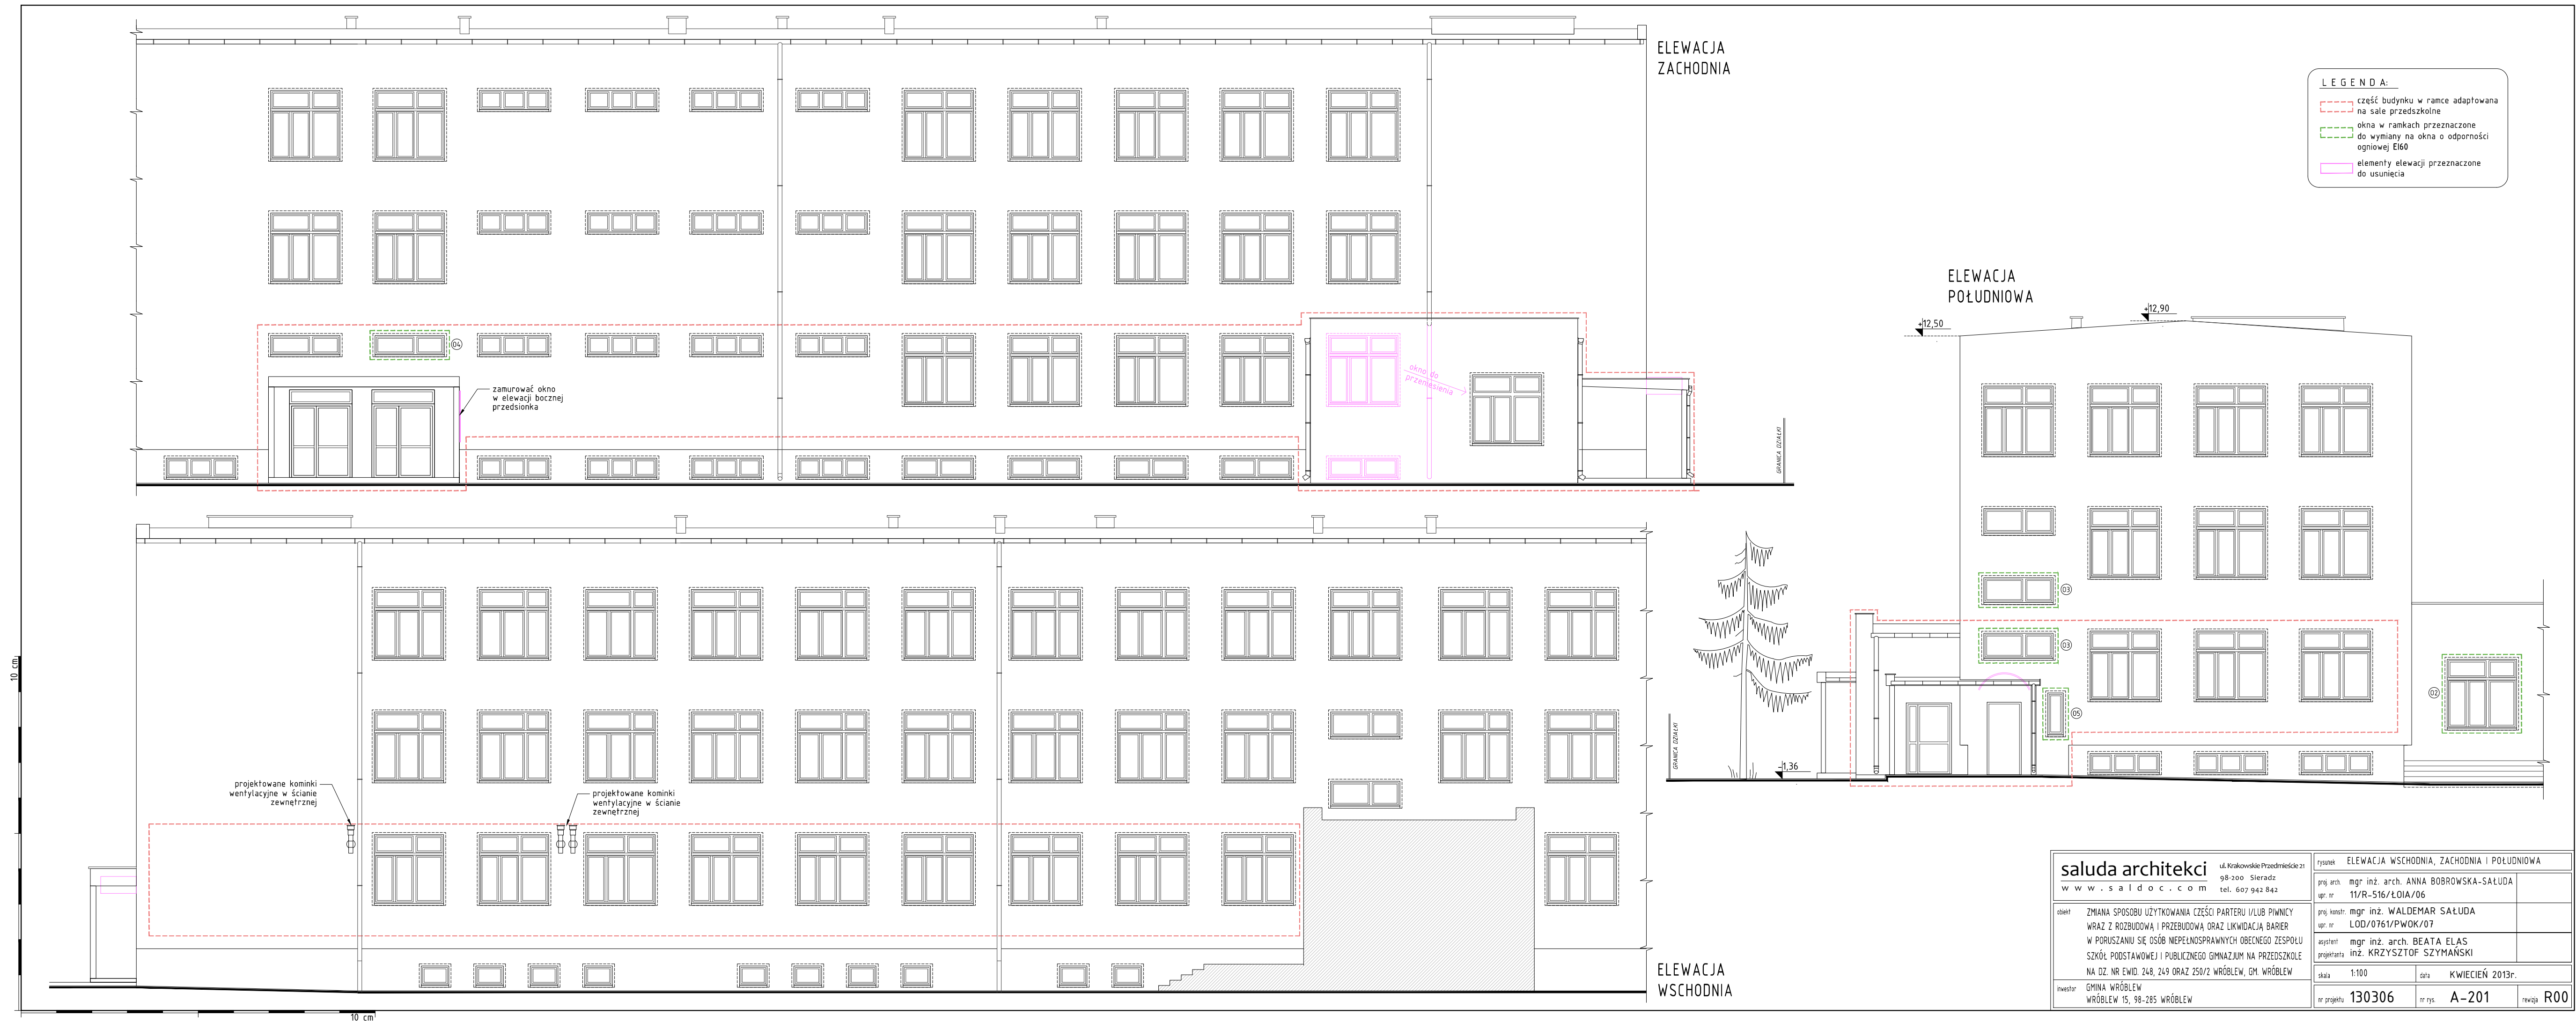 ELEWACJA
ZACHODNIA
L E G E N D A:
część budynku w ramce adaptowana
na sale przedszkolne
okna w ramkach przeznaczone
do wymiany na okna o odporności
ogniowej EI60
elementy elewacji przeznaczone
do usunięcia
04
zamurować okno
w elewacji bocznej
przedsionka
okno do
przeniesienia
GRANICA DZIAŁKI
ELEWACJA
POŁUDNIOWA
+12,50
+12,90
03
03
05
02
GRANICA DZIAŁKI
-1,36
projektowane kominki
wentylacyjne w ścianie
zewnętrznej
projektowane kominki
wentylacyjne w ścianie
zewnętrznej
ELEWACJA
WSCHODNIA
10 cm
10 cm
saluda architekci
www.saldoc.com
ul. Krakowskie Przedmieście 21
98-200 Sieradz
tel. 607 942 842
obiekt
ZMIANA SPOSOBU UŻYTKOWANIA CZĘŚCI PARTERU I/LUB PIWNICY
WRAZ Z ROZBUDOWĄ I PRZEBUDOWĄ ORAZ LIKWIDACJĄ BARIER
W PORUSZANIU SIĘ OSÓB NIEPEŁNOSPRAWNYCH OBECNEGO ZESPOŁU
SZKÓŁ PODSTAWOWEJ I PUBLICZNEGO GIMNAZJUM NA PRZEDSZKOLE
NA DZ. NR EWID. 248, 249 ORAZ 250/2 WRÓBLEW, GM. WRÓBLEW
inwestor
GMINA WRÓBLEW
WRÓBLEW 15, 98-285 WRÓBLEW
rysunek ELEWACJA WSCHODNIA, ZACHODNIA I POŁUDNIOWA
proj. arch. mgr inż. arch. ANNA BOBROWSKA-SAŁUDA
upr. nr 11/R-516/ŁOIA/06
proj. konstr. mgr inż. WALDEMAR SAŁUDA
upr. nr LOD/0761/PWOK/07
asystent mgr inż. arch. BEATA ELAS
projektanta inż. KRZYSZTOF SZYMAŃSKI
skala 1:100
data KWIECIEŃ 2013r.
nr projektu 130306
nr rys. A-201
rewizja R00